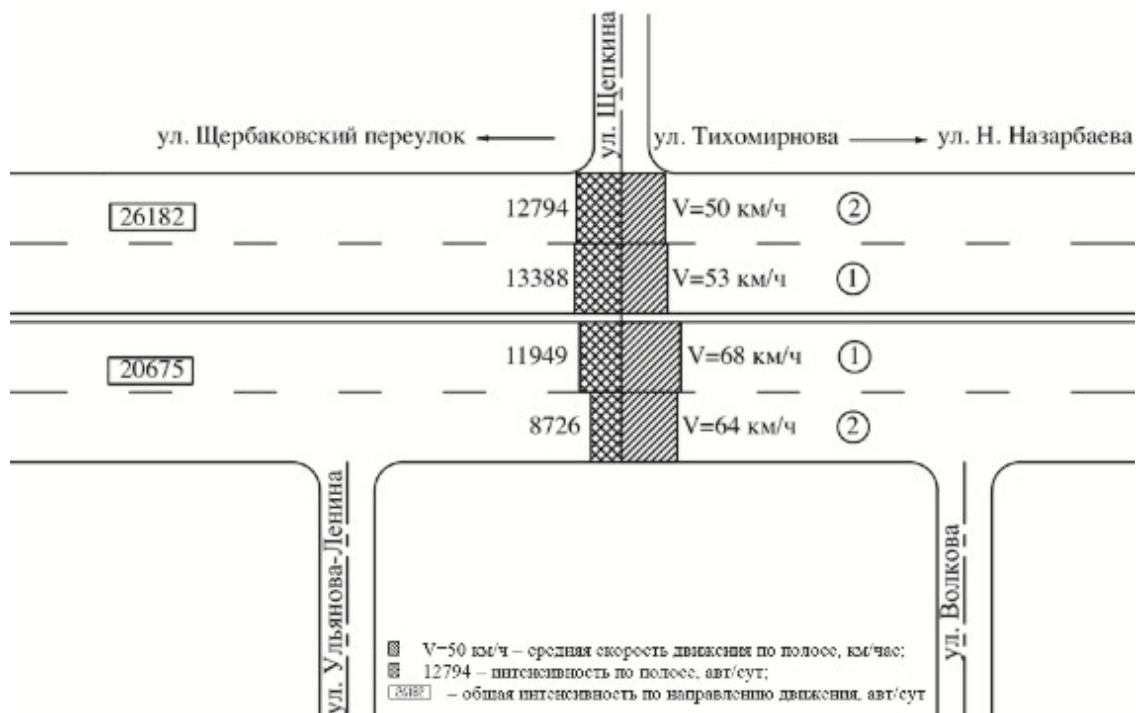 ул. Щепкина
ул. Щербаковский переулок
ул. Тихомирнова
ул. Н. Назарбаева
26182
12794
V=50 км/ч
2
13388
V=53 км/ч
1
20675
11949
V=68 км/ч
1
8726
V=64 км/ч
2
ул. Ульянова-Ленина
ул. Волкова
V=50 км/ч – средняя скорость движения по полосе, км/час;
12794 – интенсивность по полосе, авт/сут;
26182 – общая интенсивность по направлению движения, авт/сут